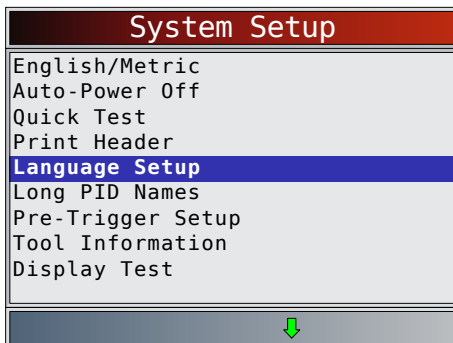 System Setup
English/Metric
Auto-Power Off
Quick Test
Print Header
Language Setup
Long PID Names
Pre-Trigger Setup
Tool Information
Display Test